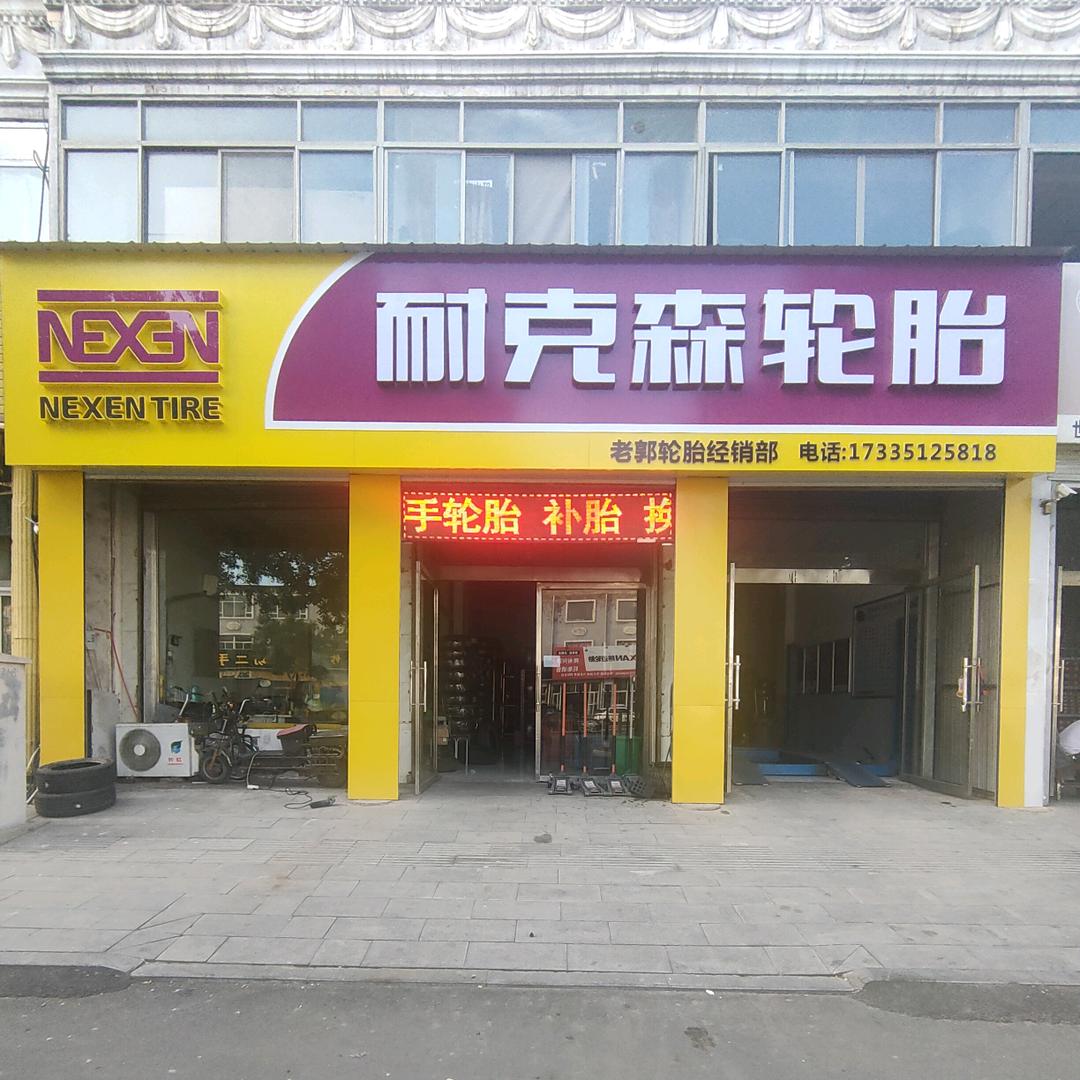 NEXEN
NEXEN TIRE
耐克森轮胎
老郭轮胎经销部 电话:17335125818
手轮胎 补胎 换